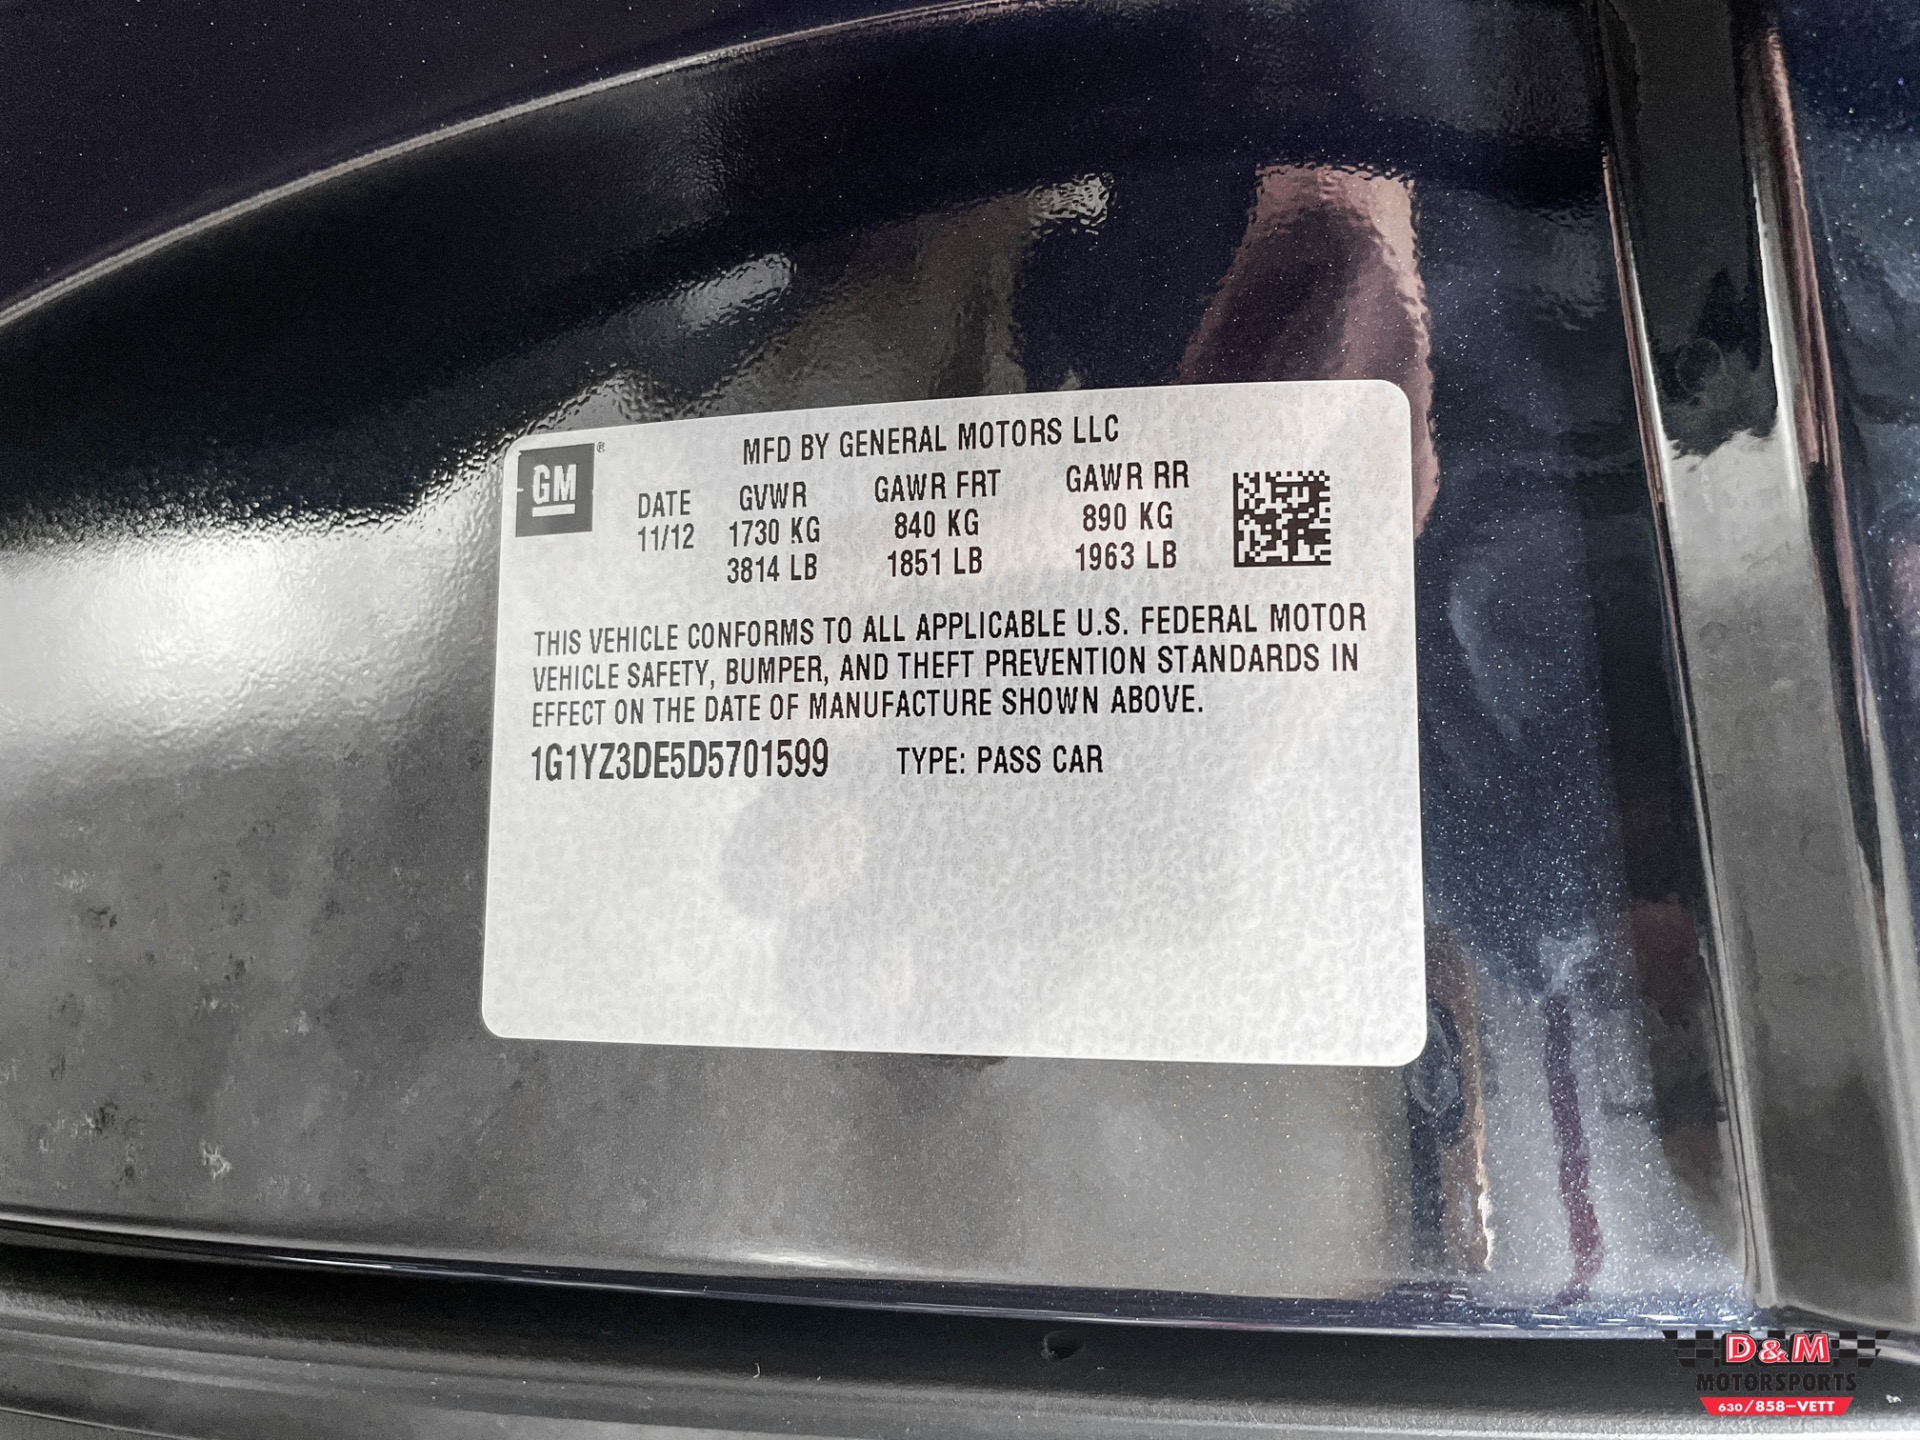 MFD BY GENERAL MOTORS LLC
GM ®
DATE GVWR GAWR FRT GAWR RR
11/12 1730 KG 840 KG 890 KG
3814 LB 1851 LB 1963 LB
THIS VEHICLE CONFORMS TO ALL APPLICABLE U.S. FEDERAL MOTOR
VEHICLE SAFETY, BUMPER, AND THEFT PREVENTION STANDARDS IN
EFFECT ON THE DATE OF MANUFACTURE SHOWN ABOVE.
1G1YZ3DE5D5701599 TYPE: PASS CAR
D&M
MOTORSPORTS
630/858-VETT